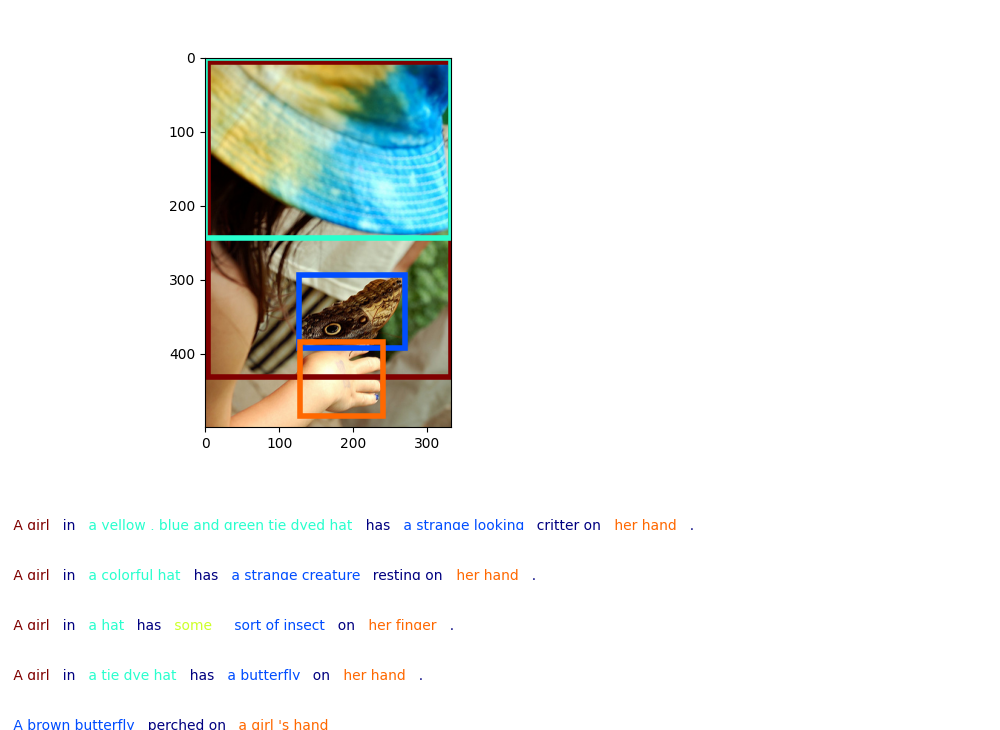 0
100
200
300
400
0 100 200 300
A girl in a yellow , blue and green tie dyed hat has a strange looking critter on her hand .
A girl in a colorful hat has a strange creature resting on her hand .
A girl in a hat has some sort of insect on her finger .
A girl in a tie dye hat has a butterfly on her hand .
A brown butterfly perched on a girl 's hand